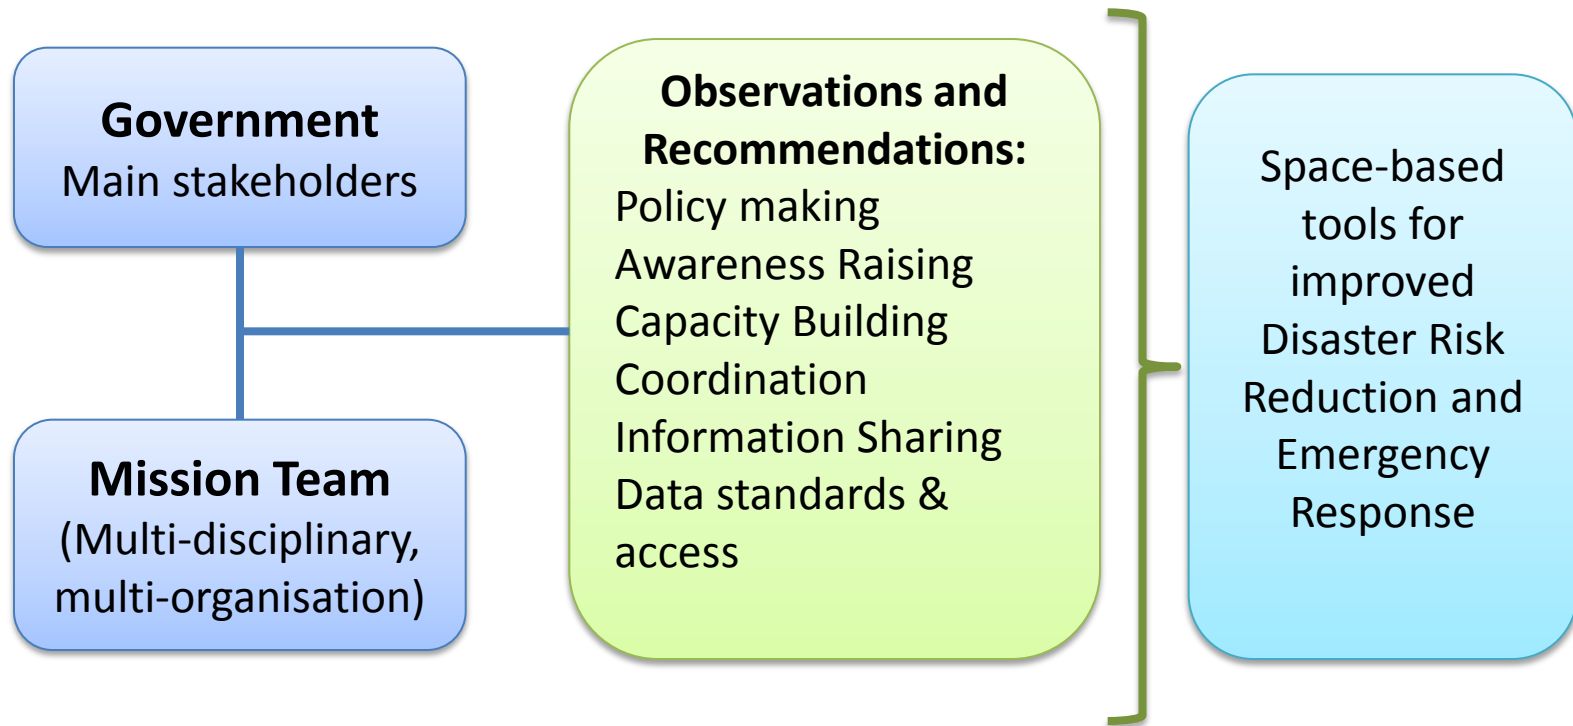 Government
Main stakeholders
Mission Team
(Multi-disciplinary,
multi-organisation)
Observations and
Recommendations:
Policy making
Awareness Raising
Capacity Building
Coordination
Information Sharing
Data standards &
access
Space-based
tools for
improved
Disaster Risk
Reduction and
Emergency
Response